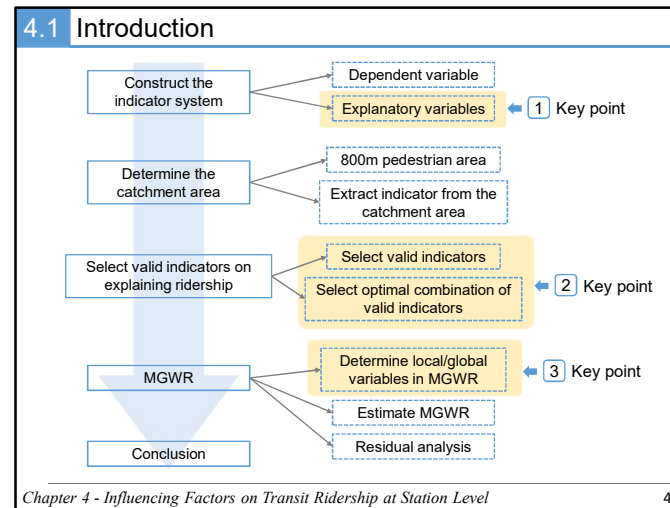 4.1 Introduction
Construct the
indicator system
Dependent variable
Explanatory variables
1 Key point
Determine the
catchment area
800m pedestrian area
Extract indicator from the
catchment area
Select valid indicators on
explaining ridership
Select valid indicators
Select optimal combination of
valid indicators
2 Key point
MGWR
Determine local/global
variables in MGWR
3 Key point
Estimate MGWR
Residual analysis
Conclusion
Chapter 4 - Influencing Factors on Transit Ridership at Station Level 4